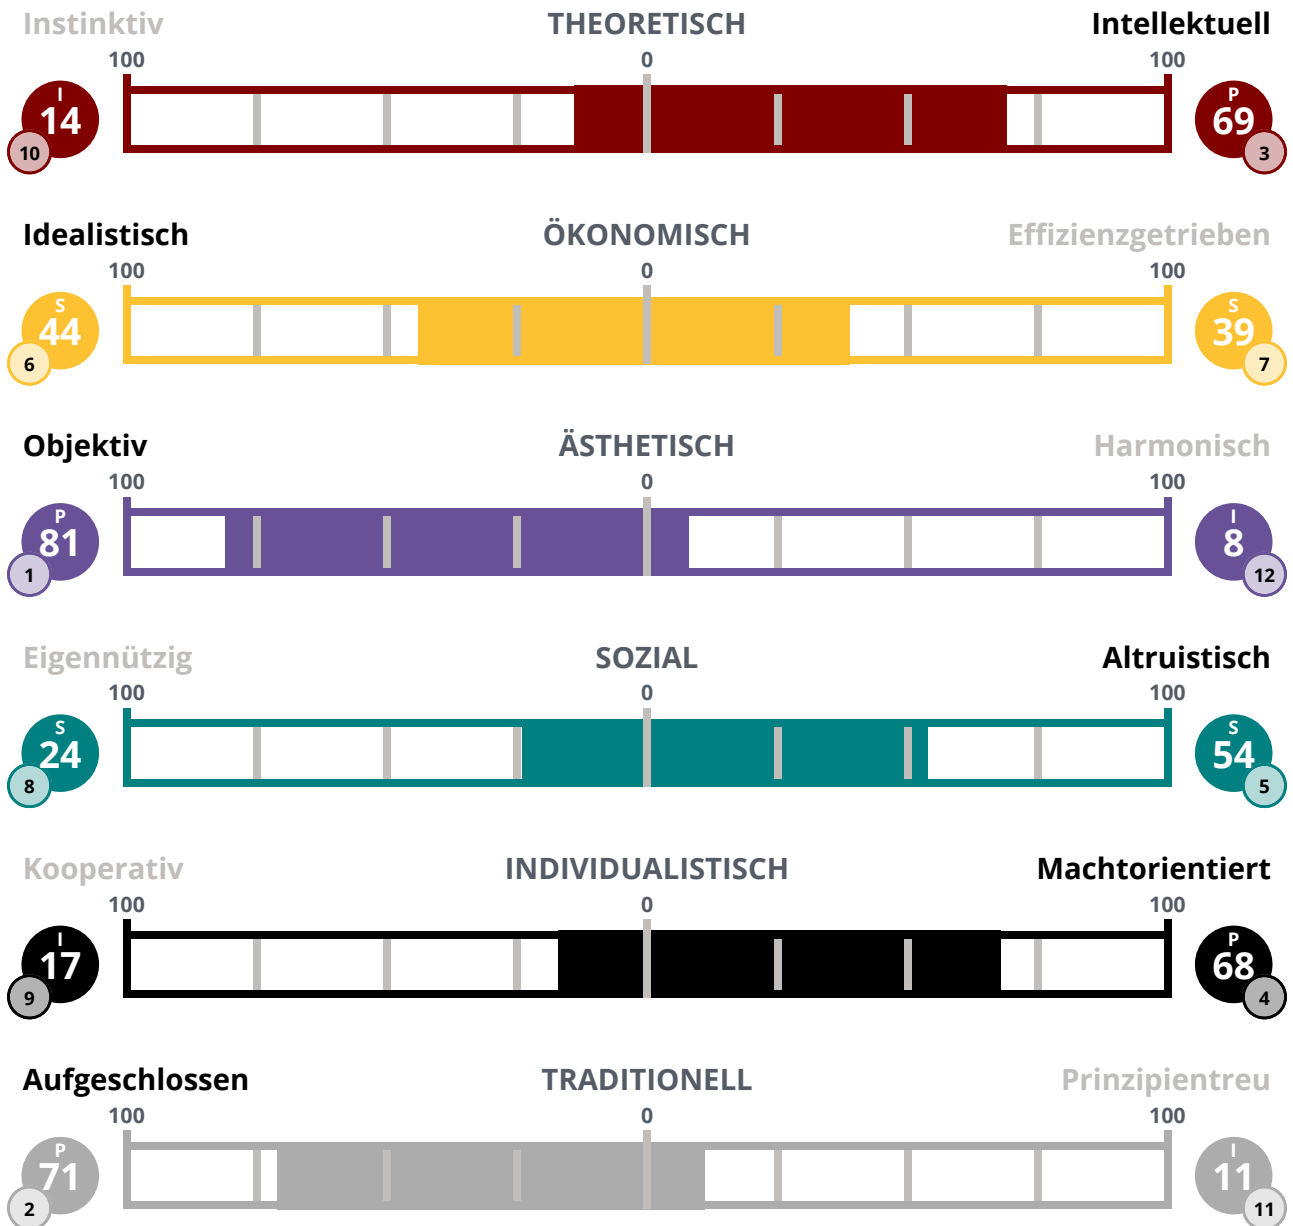 Instinktiv THEORETISCH Intellektuell
100 0 100
I P
14 69
10 3
Idealistisch ÖKONOMISCH Effizienzgetrieben
100 0 100
S S
44 39
6 7
Objektiv ÄSTHETISCH Harmonisch
100 0 100
P I
81 8
1 12
Eigennützig SOZIAL Altruistisch
100 0 100
S S
24 54
8 5
Kooperativ INDIVIDUALISTISCH Machtorientiert
100 0 100
I P
17 68
9 4
Aufgeschlossen TRADITIONELL Prinzipientreu
100 0 100
P I
71 11
2 11